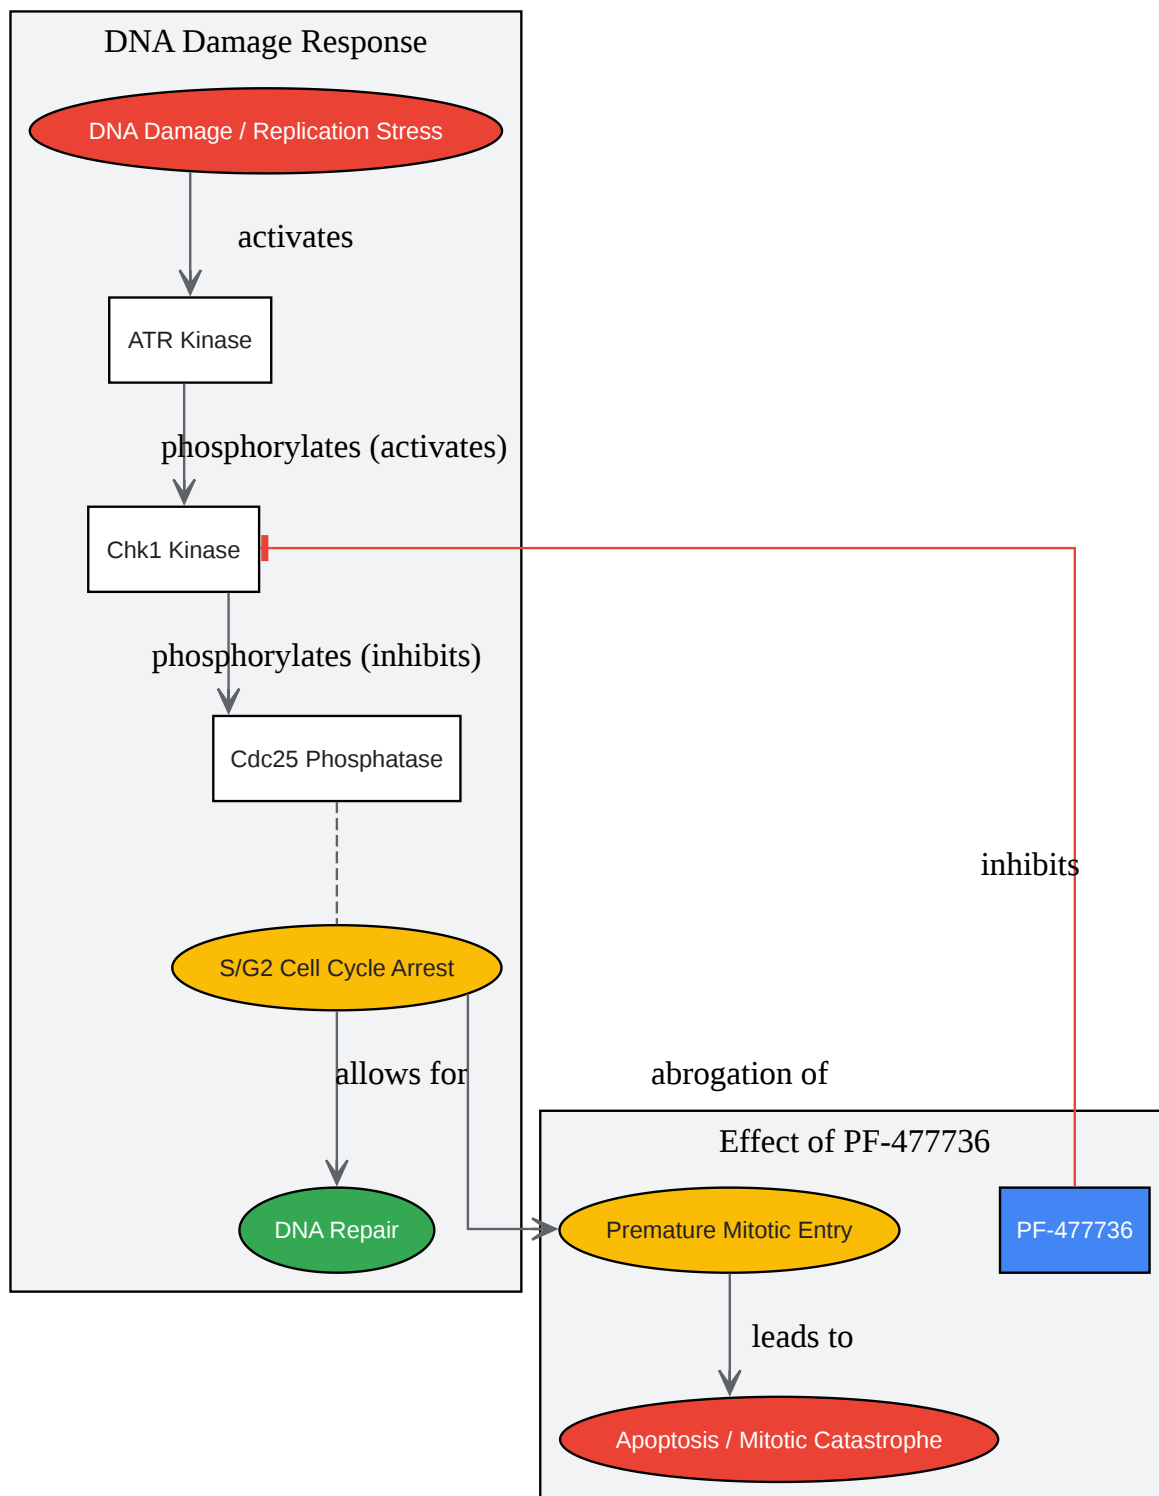 DNA Damage Response
DNA Damage / Replication Stress
activates
ATR Kinase
phosphorylates (activates)
Chk1 Kinase
phosphorylates (inhibits)
Cdc25 Phosphatase
inhibits
S/G2 Cell Cycle Arrest
allows for
abrogation of
Effect of PF-477736
DNA Repair
Premature Mitotic Entry
PF-477736
leads to
Apoptosis / Mitotic Catastrophe